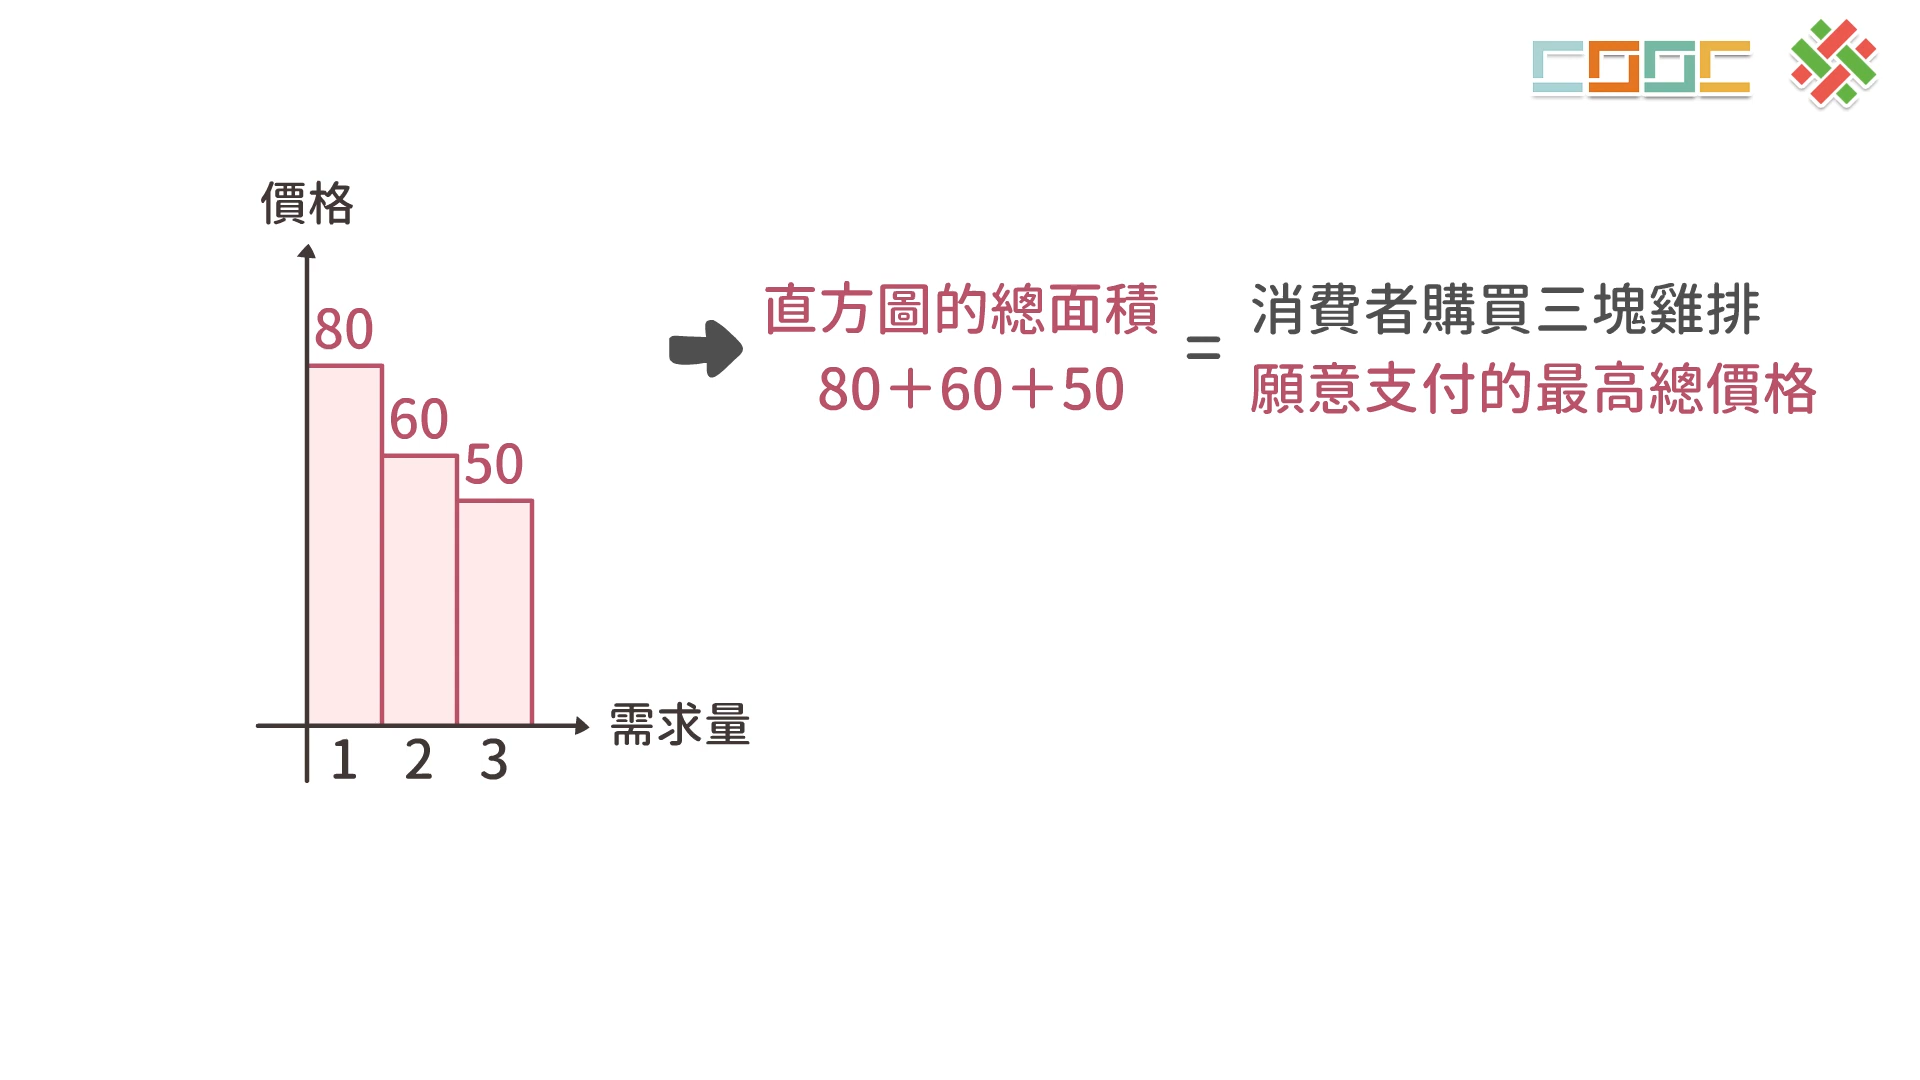 價格
80
60
50
1 2 3
需求量
直方圖的總面積
80+60+50
=
消費者購買三塊雞排
願意支付的最高總價格